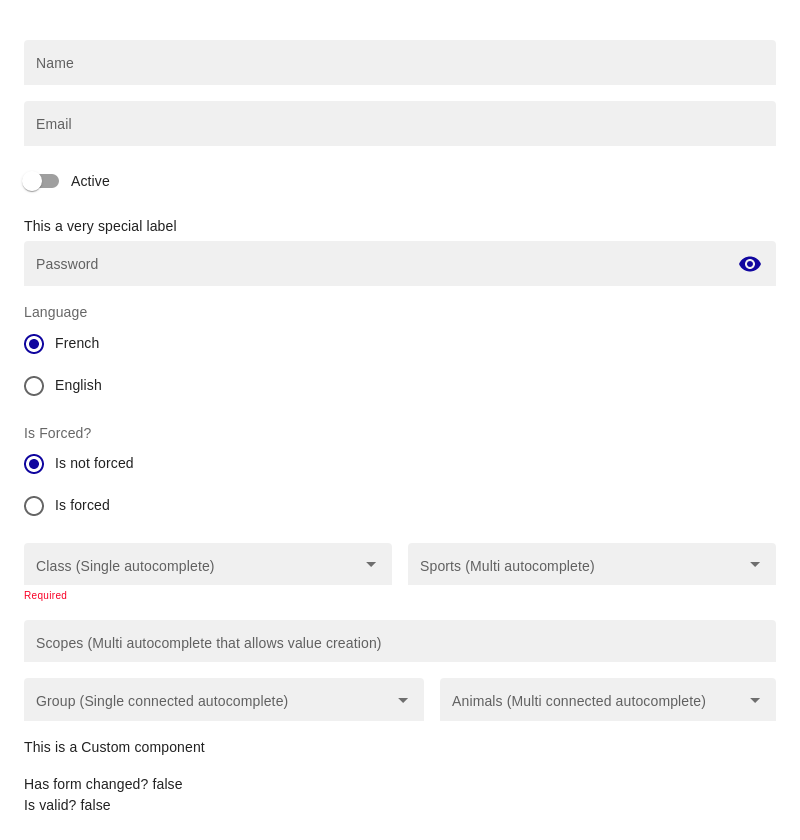 Name
Email
Active
This a very special label
Password
Language
French
English
Is Forced?
Is not forced
Is forced
Class (Single autocomplete)
Sports (Multi autocomplete)
Required
Scopes (Multi autocomplete that allows value creation)
Group (Single connected autocomplete)
Animals (Multi connected autocomplete)
This is a Custom component
Has form changed? false
Is valid? false